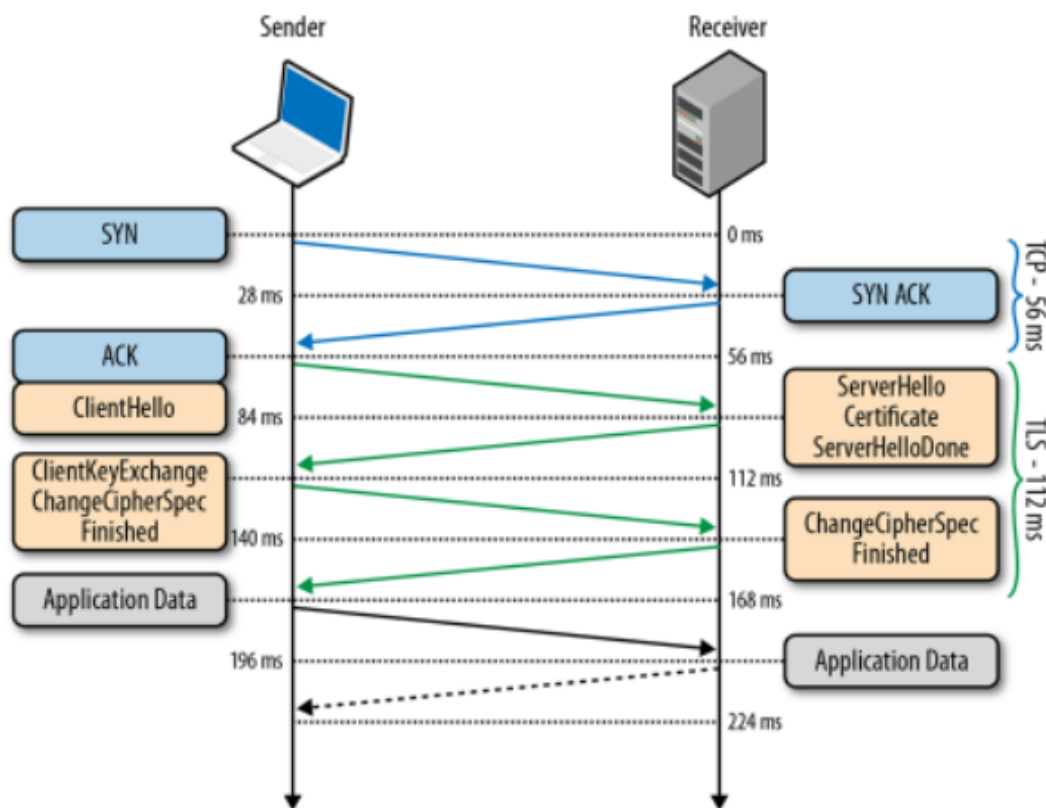 Sender
Receiver
SYN
0 ms
28 ms
SYN ACK
TCP - 56 ms
ACK
56 ms
ClientHello
84 ms
ServerHello
Certificate
ServerHelloDone
TLS - 112 ms
ClientKeyExchange
ChangeCipherSpec
Finished
112 ms
140 ms
ChangeCipherSpec
Finished
Application Data
168 ms
196 ms
Application Data
224 ms